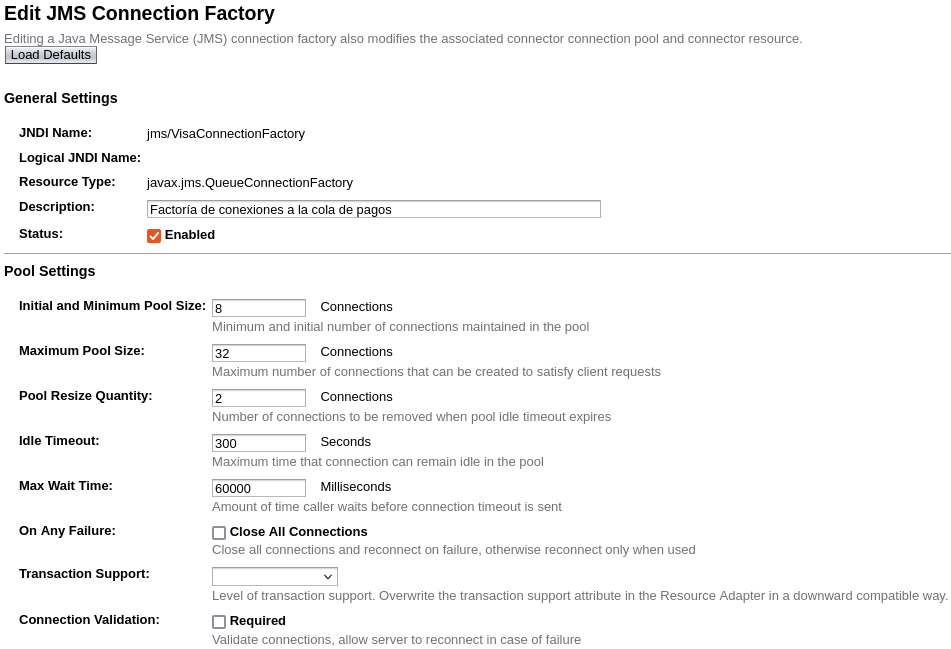 Edit JMS Connection Factory
Editing a Java Message Service (JMS) connection factory also modifies the associated connector connection pool and connector resource.
Load Defaults
General Settings
JNDI Name: jms/VisaConnectionFactory
Logical JNDI Name:
Resource Type: javax.jms.QueueConnectionFactory
Description: Factoría de conexiones a la cola de pagos
Status: Enabled
Pool Settings
Initial and Minimum Pool Size: 8 Connections
Minimum and initial number of connections maintained in the pool
Maximum Pool Size: 32 Connections
Maximum number of connections that can be created to satisfy client requests
Pool Resize Quantity: 2 Connections
Number of connections to be removed when pool idle timeout expires
Idle Timeout: 300 Seconds
Maximum time that connection can remain idle in the pool
Max Wait Time: 60000 Milliseconds
Amount of time caller waits before connection timeout is sent
On Any Failure: Close All Connections
Close all connections and reconnect on failure, otherwise reconnect only when used
Transaction Support:
Level of transaction support. Overwrite the transaction support attribute in the Resource Adapter in a downward compatible way.
Connection Validation: Required
Validate connections, allow server to reconnect in case of failure